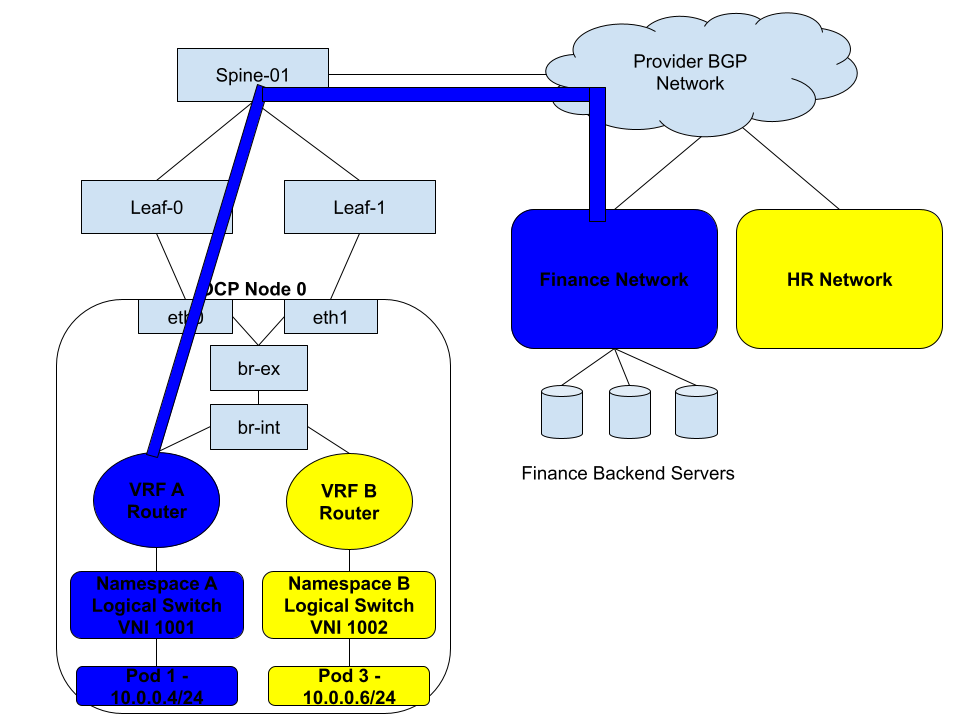 Spine-01
Provider BGP
Network
Leaf-0
Leaf-1
Finance Network
HR Network
OCP Node 0
eth0
eth1
br-ex
br-int
Finance Backend Servers
VRF A
Router
VRF B
Router
Namespace A
Logical Switch
VNI 1001
Namespace B
Logical Switch
VNI 1002
Pod 1 -
10.0.0.4/24
Pod 3 -
10.0.0.6/24